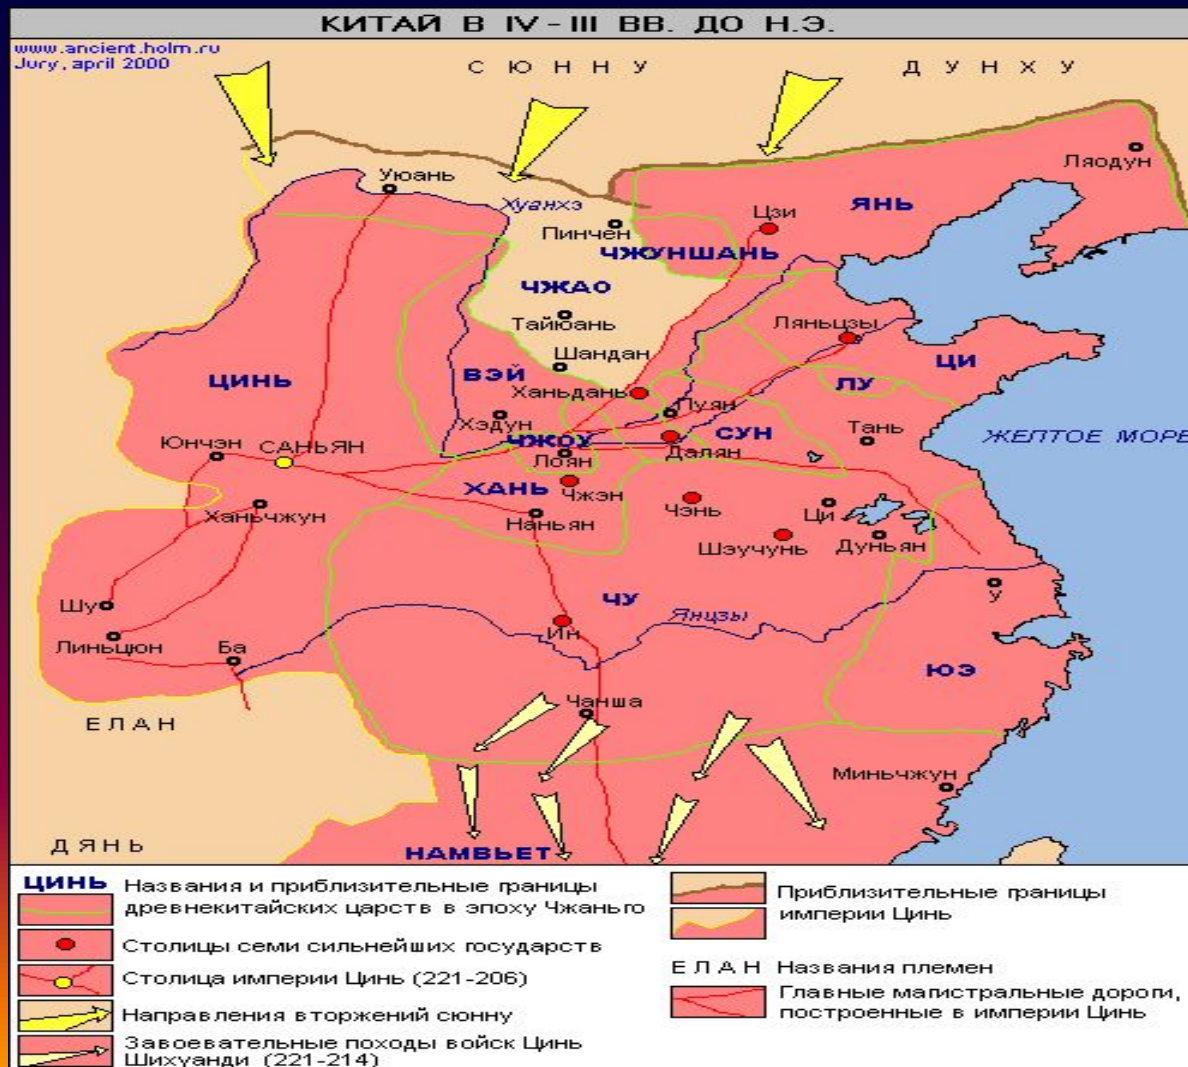 КИТАЙ В IV - III ВВ. ДО Н.Э.
www.ancient.holm.ru
Jury, april 2000
СЮННУ
ДУНХУ
Ляодун
Уюань
Хуанхэ
ЯНЬ
Цзи
Пинчен
ЧЖУНШАНЬ
ЧЖАО
Тайюань
Ляньцзы
Шандан
ЦИНЬ
ВЭЙ
ЦИ
ЛУ
Ханьдань
Пуян
Хэдун
ЧЖОУ
СУН
Тань
ЖЕЛТОЕ МОРЕ
Юнчэн
САНЬЯН
Лоян
Далян
ХАНЬ
Чжэн
Ханьчжун
Наньян
Чэнь
Ци
Шэучунь
Дуньян
Шу
ЧУ
Янцзы
У
Линьцюн
Ба
Ин
ЮЭ
Чанша
ЕЛАН
Миньчжун
ДЯНЬ
НАМВЬЕТ
ЦИНЬ Названия и приблизительные границы
древнекитайских царств в эпоху Чжаньго
Столицы семи сильнейших государств
Столица империи Цинь (221-206)
Направления вторжений сюнну
Завоевательные походы войск Цинь
Шихуанди (221-214)
Приблизительные границы
империи Цинь
ЕЛАН Названия племен
Главные магистральные дороги,
построенные в империи Цинь